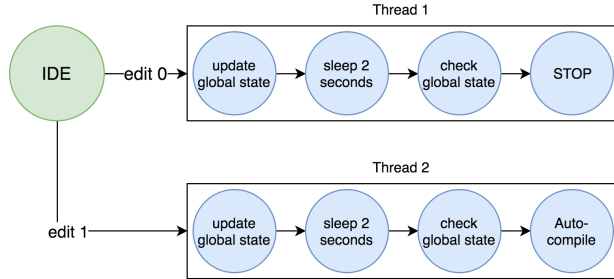 Thread 1
IDE
edit 0
update
global state
sleep 2
seconds
check
global state
STOP
Thread 2
edit 1
update
global state
sleep 2
seconds
check
global state
Auto-
compile